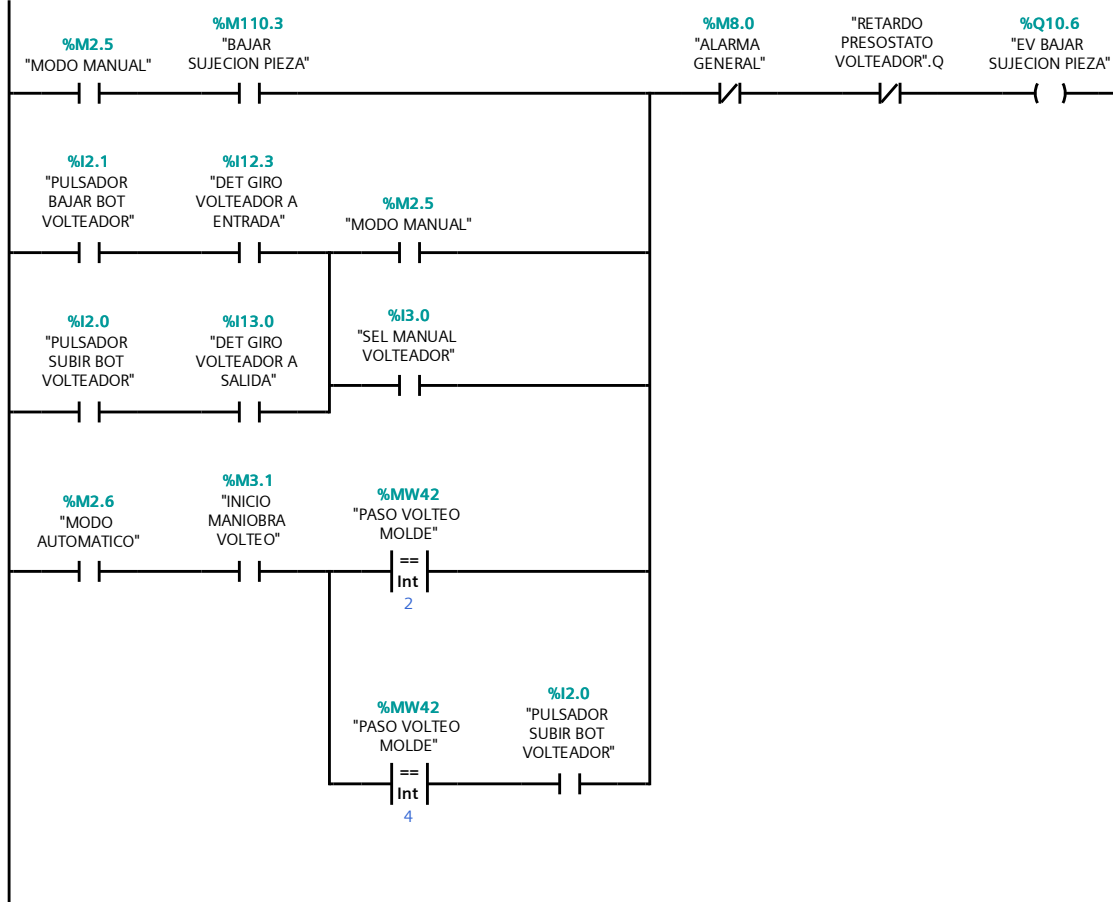 %M2.5
"MODO MANUAL"
%M110.3
"BAJAR
SUJECION PIEZA"
%M8.0
"ALARMA
GENERAL"
"RETARDO
PRESOSTATO
VOLTEADOR".Q
%Q10.6
"EV BAJAR
SUJECION PIEZA"
%I2.1
"PULSADOR
BAJAR BOT
VOLTEADOR"
%I12.3
"DET GIRO
VOLTEADOR A
ENTRADA"
%M2.5
"MODO MANUAL"
%I2.0
"PULSADOR
SUBIR BOT
VOLTEADOR"
%I13.0
"DET GIRO
VOLTEADOR A
SALIDA"
%I3.0
"SEL MANUAL
VOLTEADOR"
%M2.6
"MODO
AUTOMATICO"
%M3.1
"INICIO
MANIOBRA
VOLTEO"
%MW42
"PASO VOLTEO
MOLDE"
==
Int
2
%MW42
"PASO VOLTEO
MOLDE"
==
Int
4
%I2.0
"PULSADOR
SUBIR BOT
VOLTEADOR"